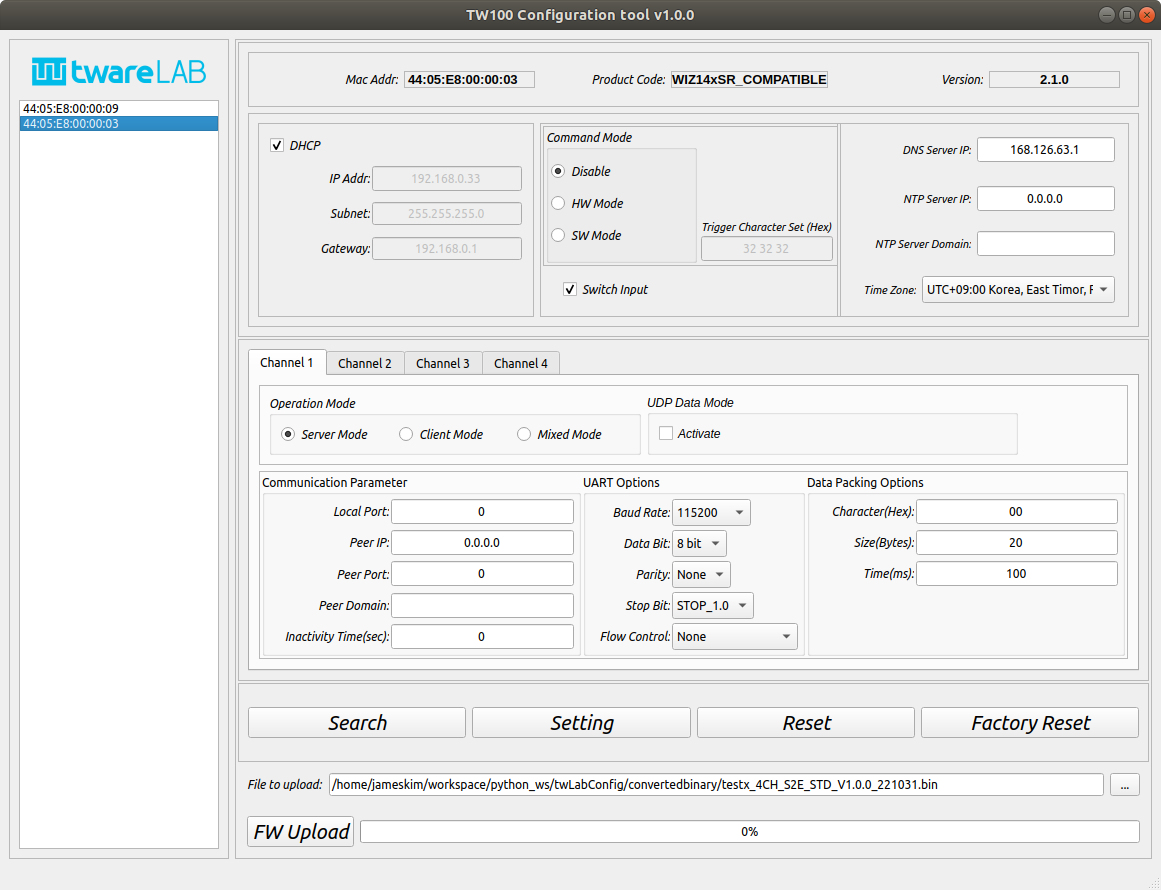 TW100 Configuration tool v1.0.0
twareLAB
44:05:E8:00:00:09
44:05:E8:00:00:03
Mac Addr: 44:05:E8:00:00:03 Product Code: WIZ14xSR_COMPATIBLE Version: 2.1.0
DHCP
IP Addr: 192.168.0.33
Subnet: 255.255.255.0
Gateway: 192.168.0.1
Command Mode
Disable
HW Mode
SW Mode
Trigger Character Set (Hex)
32 32 32
Switch Input
DNS Server IP: 168.126.63.1
NTP Server IP: 0.0.0.0
NTP Server Domain:
Time Zone: UTC+09:00 Korea, East Timor,
Channel 1 Channel 2 Channel 3 Channel 4
Operation Mode
Server Mode Client Mode Mixed Mode
UDP Data Mode
Activate
Communication Parameter
Local Port: 0
Peer IP: 0.0.0.0
Peer Port: 0
Peer Domain:
Inactivity Time(sec): 0
UART Options
Baud Rate: 115200
Data Bit: 8 bit
Parity: None
Stop Bit: STOP_1.0
Flow Control: None
Data Packing Options
Character(Hex): 00
Size(Bytes): 20
Time(ms): 100
Search Setting Reset Factory Reset
File to upload: /home/jameskim/workspace/python_ws/twLabConfig/convertedbinary/testx_4CH_S2E_STD_V1.0.0_221031.bin ...
FW Upload 0%